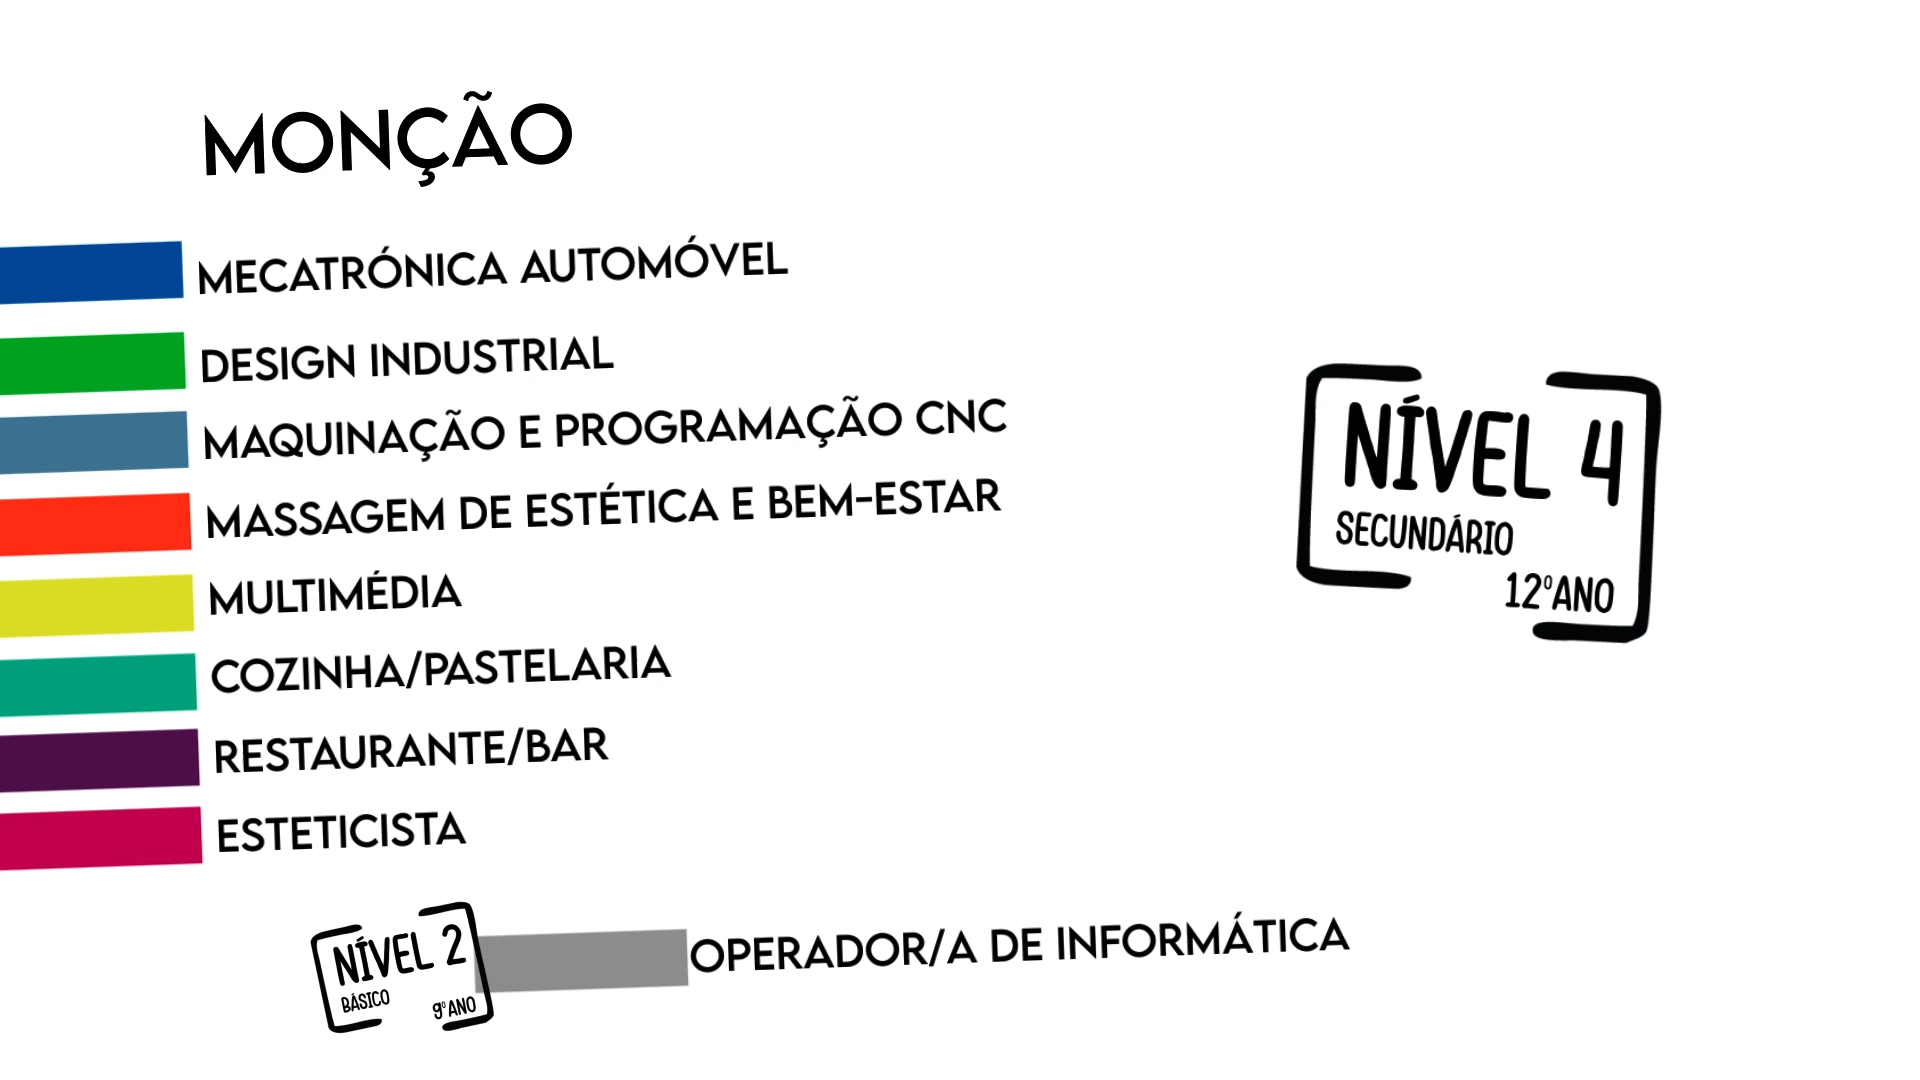 MONÇÃO
MECATRÓNICA AUTOMÓVEL
DESIGN INDUSTRIAL
MAQUINAÇÃO E PROGRAMAÇÃO CNC
MASSAGEM DE ESTÉTICA E BEM-ESTAR
MULTIMÉDIA
COZINHA/PASTELARIA
RESTAURANTE/BAR
ESTETICISTA
NÍVEL 4
SECUNDÁRIO
12ºANO
NÍVEL 2
BÁSICO
9ºANO
OPERADOR/A DE INFORMÁTICA